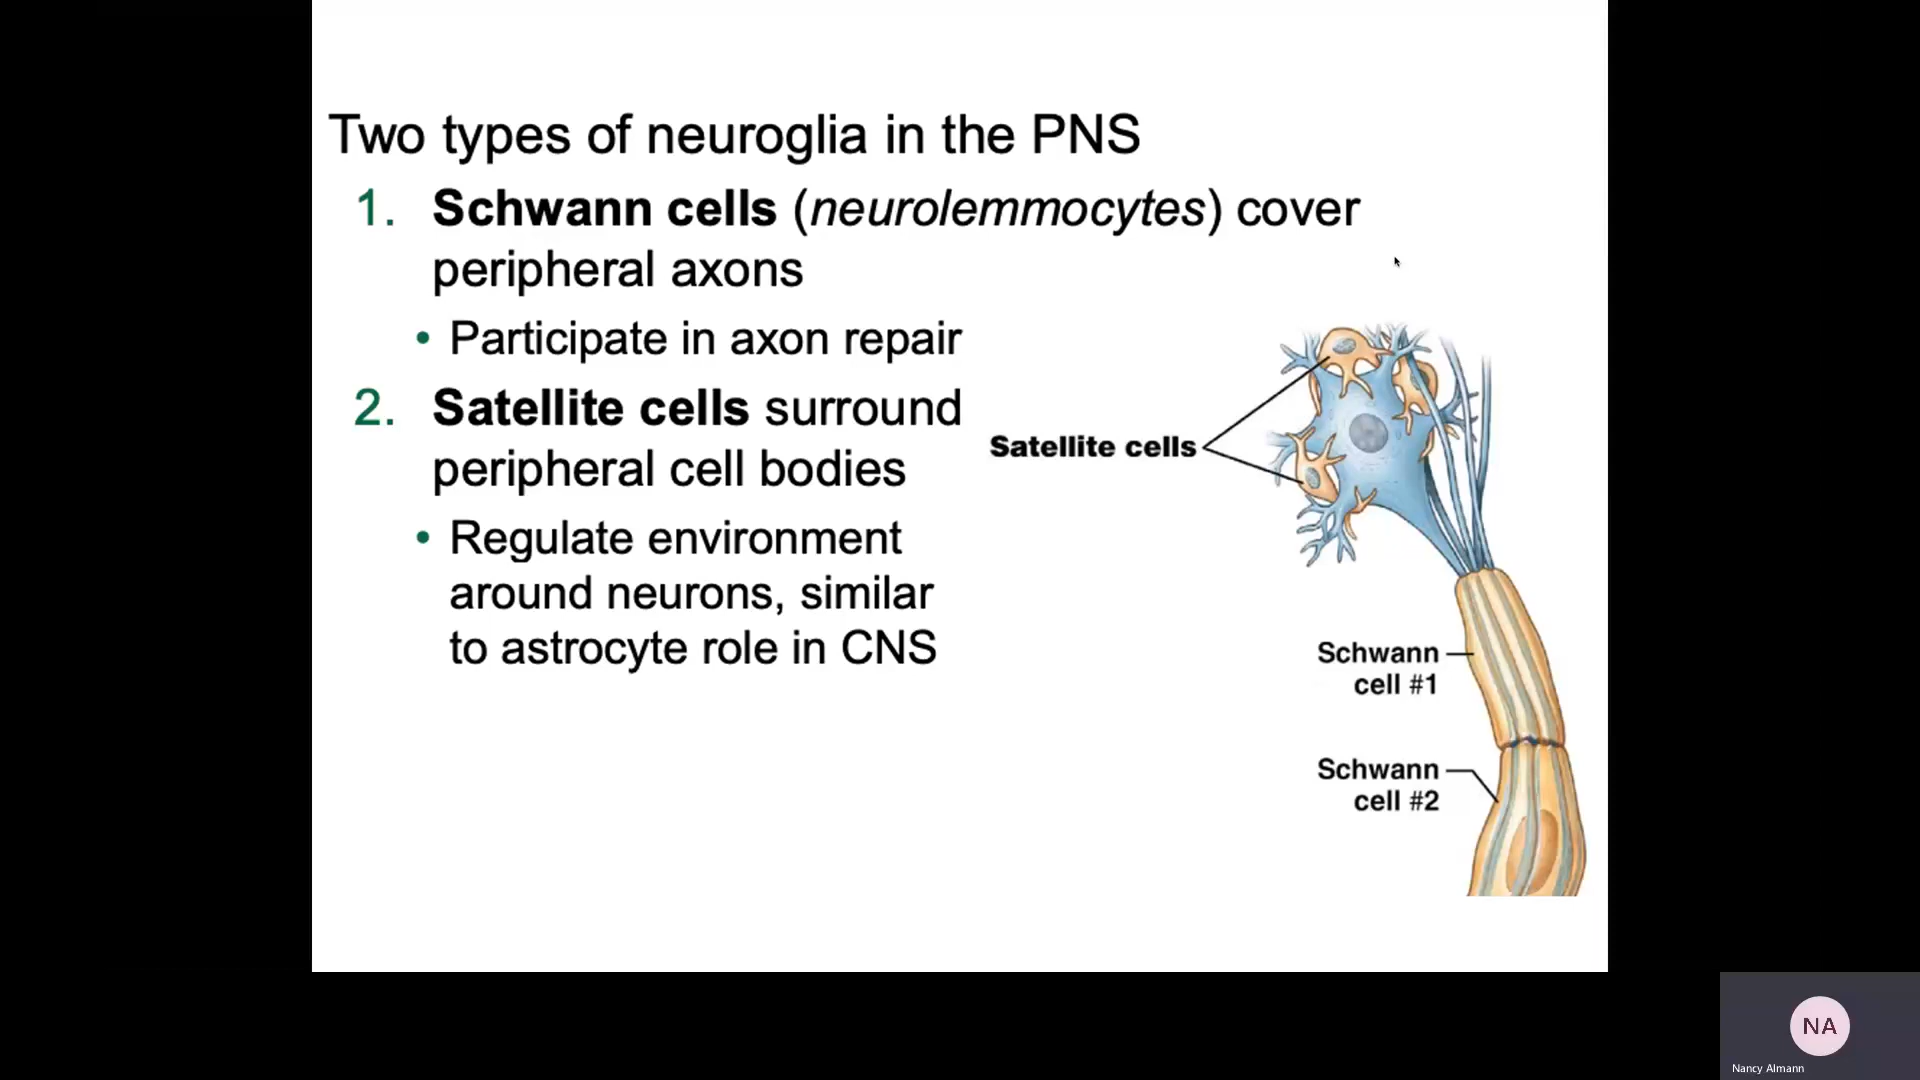 Two types of neuroglia in the PNS
1. Schwann cells (neurolemmocytes) cover
peripheral axons
• Participate in axon repair
2. Satellite cells surround
peripheral cell bodies
• Regulate environment
around neurons, similar
to astrocyte role in CNS
Satellite cells
Schwann
cell #1
Schwann
cell #2
NA
Nancy Almann